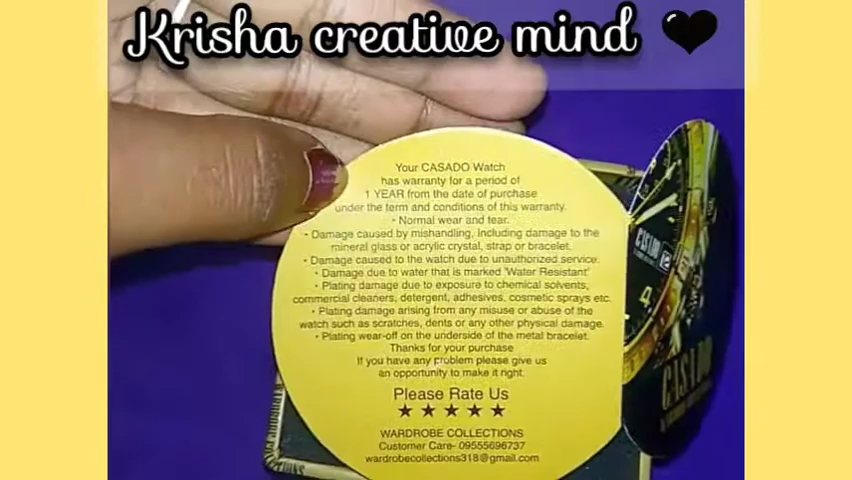 Krisha creative mind 🖤
Your CASADO Watch
has warranty for a period of
1 YEAR from the date of purchase
under the term and conditions of this warranty.
• Normal wear and tear.
• Damage caused by mishandling, including damage to the
mineral glass or acrylic crystal, strap or bracelet.
• Damage caused to the watch due to unauthorized service.
• Damage due to water that is marked 'Water Resistant'
• Plating damage due to exposure to chemical solvents,
commercial cleaners, detergent, adhesives, cosmetic sprays etc.
• Plating damage arising from any misuse or abuse of the
watch such as scratches, dents or any other physical damage.
• Plating wear-off on the underside of the metal bracelet.
Thanks for your purchase
If you have any problem please give us
an opportunity to make it right.
Please Rate Us
★ ★ ★ ★ ★
WARDROBE COLLECTIONS
Customer Care- 09555696737
wardrobecollections318@gmail.com
CASADO
12
4
CASADO